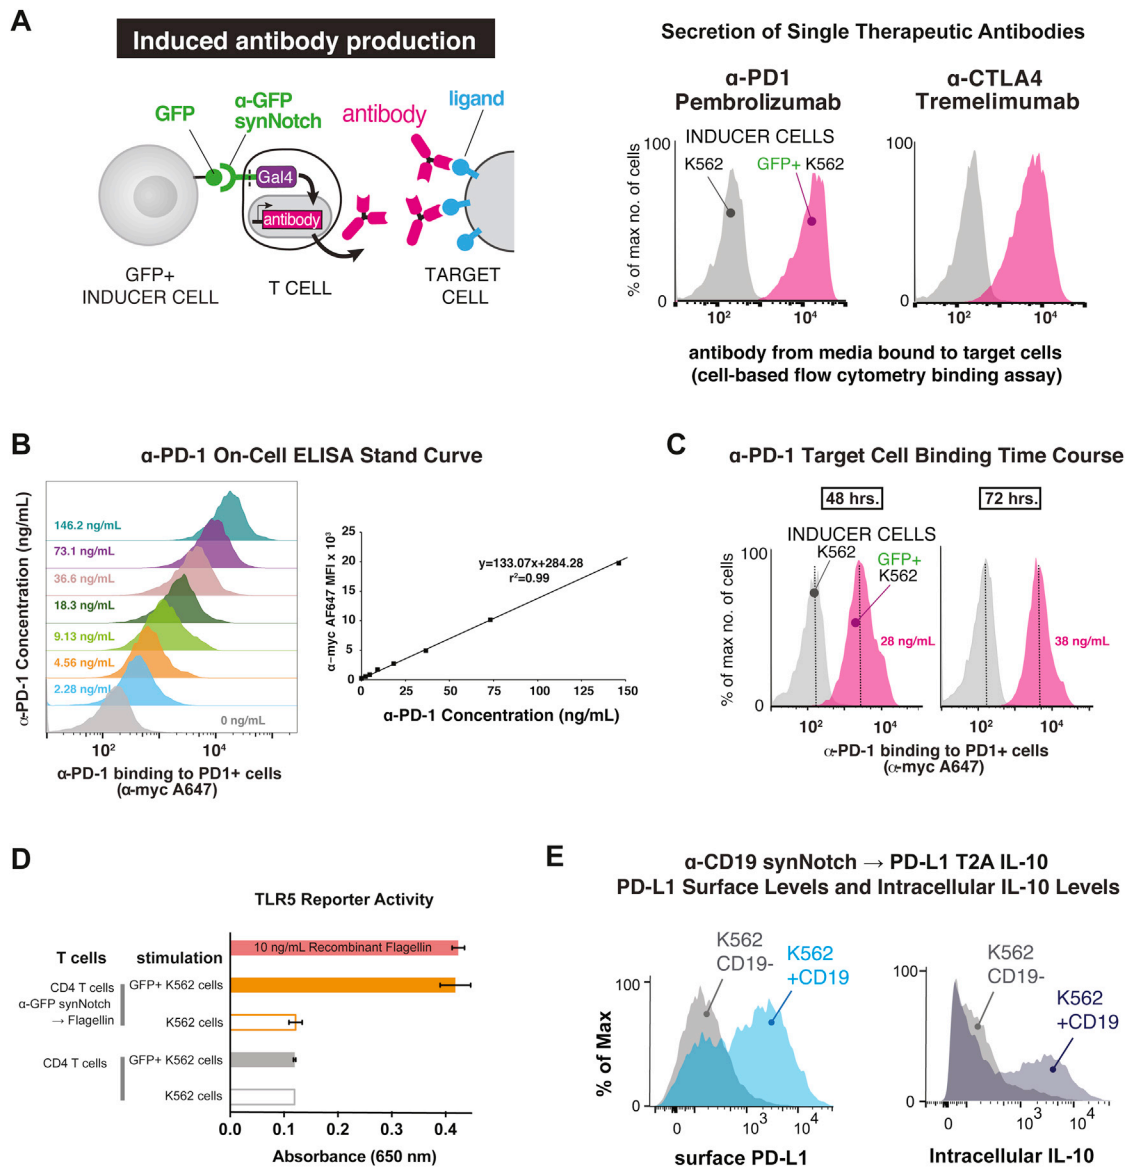 A
Induced antibody production
GFP
α-GFP
synNotch
antibody
ligand
Gal4
antibody
GFP+
INDUCER CELL
T CELL
TARGET
CELL
Secretion of Single Therapeutic Antibodies
α-PD1
Pembrolizumab
α-CTLA4
Tremelimumab
% of max no. of cells
100
0
INDUCER CELLS
K562
GFP+ K562
10²
10⁴
100
0
10²
10⁴
antibody from media bound to target cells
(cell-based flow cytometry binding assay)
B
α-PD-1 On-Cell ELISA Stand Curve
α-PD-1 Concentration (ng/mL)
146.2 ng/mL
73.1 ng/mL
36.6 ng/mL
18.3 ng/mL
9.13 ng/mL
4.56 ng/mL
2.28 ng/mL
0 ng/mL
10²
10⁴
α-PD-1 binding to PD1+ cells
(α-myc A647)
α-myc AF647 MFI x 10³
25
20
15
10
5
0
y=133.07x+284.28
r²=0.99
0
25
50
75
100
125
150
α-PD-1 Concentration (ng/mL)
C
α-PD-1 Target Cell Binding Time Course
48 hrs.
72 hrs.
% of max no. of cells
100
0
INDUCER CELLS
K562
GFP+
K562
28 ng/mL
38 ng/mL
10²
10⁴
10²
10⁴
α-PD-1 binding to PD1+ cells
(α-myc A647)
D
TLR5 Reporter Activity
T cells
stimulation
10 ng/mL Recombinant Flagellin
CD4 T cells
α-GFP synNotch
→ Flagellin
GFP+ K562 cells
K562 cells
CD4 T cells
GFP+ K562 cells
K562 cells
0.0
0.1
0.2
0.3
0.4
Absorbance (650 nm)
E
α-CD19 synNotch → PD-L1 T2A IL-10
PD-L1 Surface Levels and Intracellular IL-10 Levels
% of Max
100
0
K562
CD19-
K562
+CD19
0
10³
10⁴
surface PD-L1
100
0
K562
CD19-
K562
+CD19
0
10³
10⁴
Intracellular IL-10